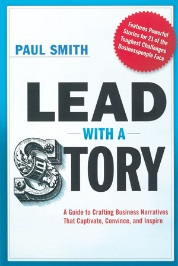 PAUL SMITH
Features Powerful
Stories for 21 of the
Toughest Challenges
Businesspeople Face
LEAD
WITH A
STORY
A Guide to Crafting Business Narratives
That Captivate, Convince, and Inspire